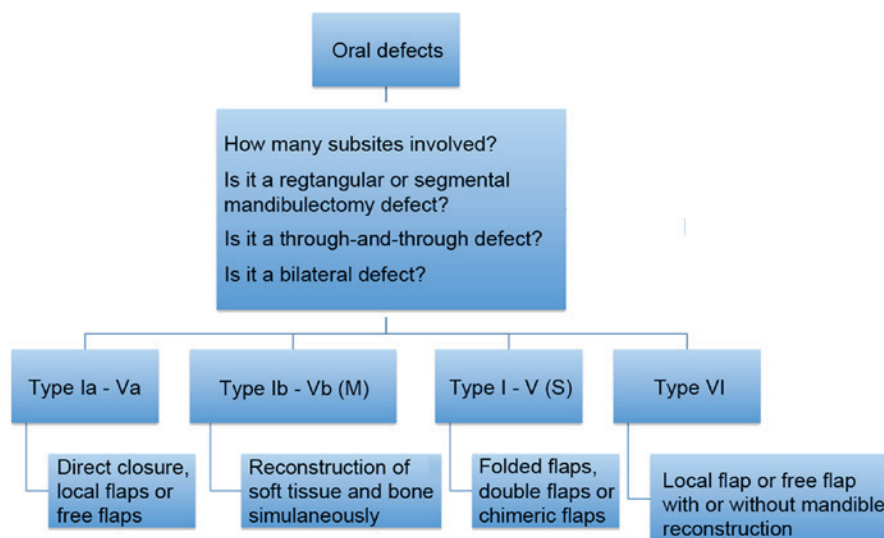 Oral defects
How many subsites involved?
Is it a regtangular or segmental
mandibulectomy defect?
Is it a through-and-through defect?
Is it a bilateral defect?
Type Ia - Va
Type Ib - Vb (M)
Type I - V (S)
Type VI
Direct closure,
local flaps or
free flaps
Reconstruction of
soft tissue and bone
simultaneously
Folded flaps,
double flaps or
chimeric flaps
Local flap or free flap
with or without mandible
reconstruction